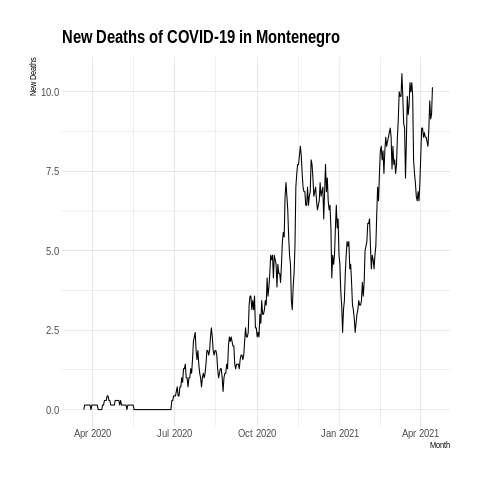 New Deaths of COVID-19 in Montenegro
New Deaths
10.0
7.5
5.0
2.5
0.0
Apr 2020
Jul 2020
Oct 2020
Jan 2021
Apr 2021
Month